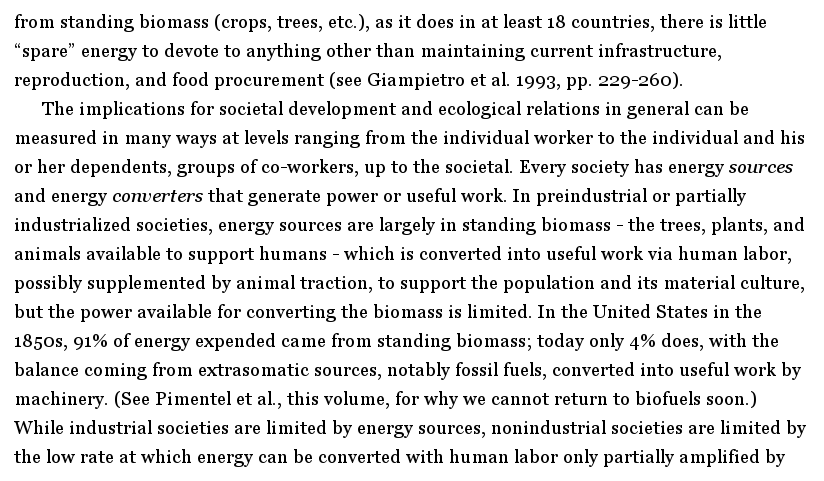 from standing biomass (crops, trees, etc.), as it does in at least 18 countries, there is little
“spare” energy to devote to anything other than maintaining current infrastructure,
reproduction, and food procurement (see Giampietro et al. 1993, pp. 229-260).
The implications for societal development and ecological relations in general can be
measured in many ways at levels ranging from the individual worker to the individual and his
or her dependents, groups of co-workers, up to the societal. Every society has energy sources
and energy converters that generate power or useful work. In preindustrial or partially
industrialized societies, energy sources are largely in standing biomass - the trees, plants, and
animals available to support humans - which is converted into useful work via human labor,
possibly supplemented by animal traction, to support the population and its material culture,
but the power available for converting the biomass is limited. In the United States in the
1850s, 91% of energy expended came from standing biomass; today only 4% does, with the
balance coming from extrasomatic sources, notably fossil fuels, converted into useful work by
machinery. (See Pimentel et al., this volume, for why we cannot return to biofuels soon.)
While industrial societies are limited by energy sources, nonindustrial societies are limited by
the low rate at which energy can be converted with human labor only partially amplified by